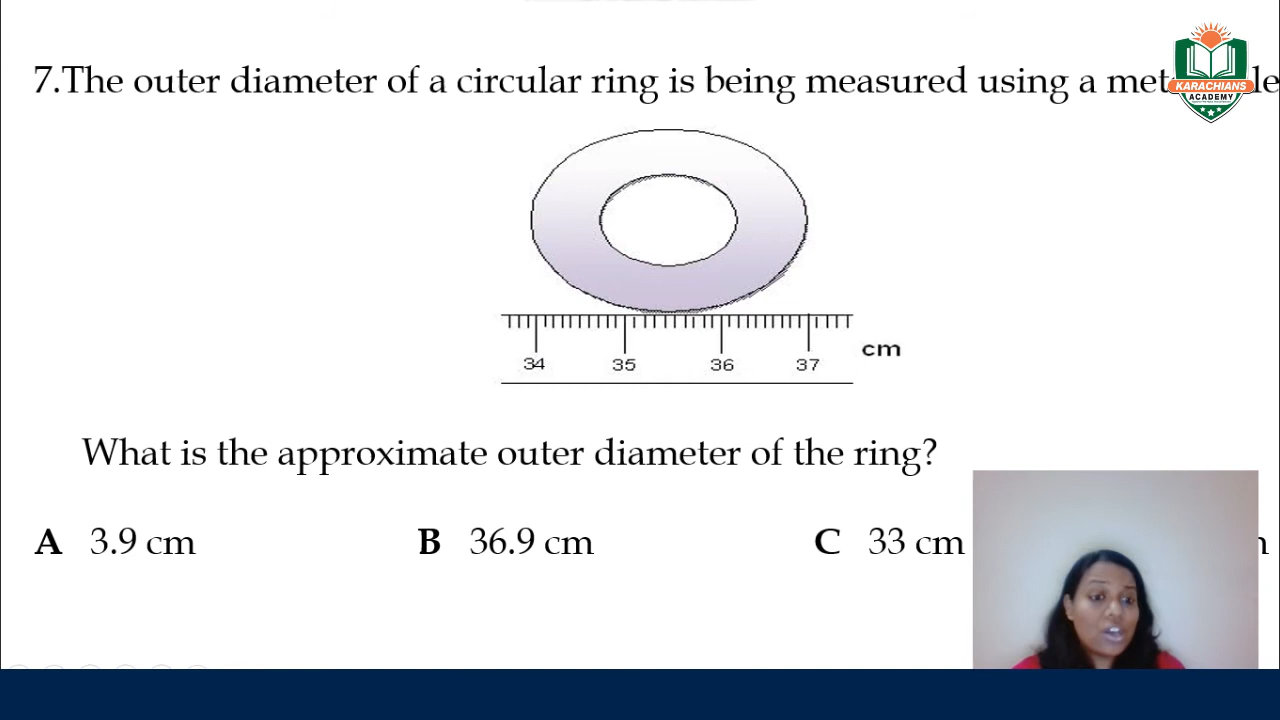 7.The outer diameter of a circular ring is being measured using a
KARACHIANS
ACADEMY
34 35 36 37 cm
What is the approximate outer diameter of the ring?
A 3.9 cm B 36.9 cm C 33 cm